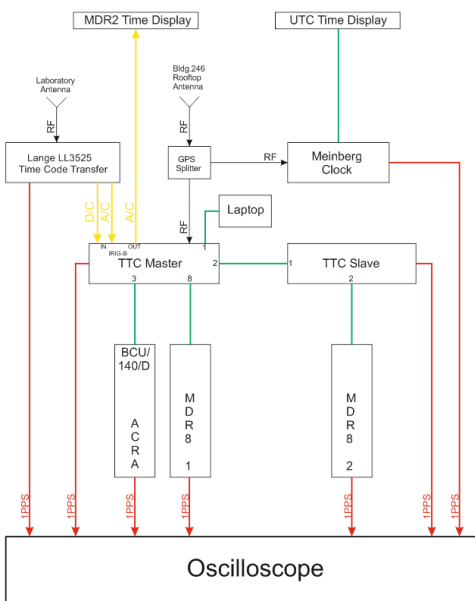 MDR2 Time Display
UTC Time Display
Laboratory
Antenna
Bldg.246
Rooftop
Antenna
RF
RF
Lange LL3525
Time Code Transfer
GPS
Splitter
RF
Meinberg
Clock
D/C
A/C
A/C
RF
Laptop
IN
OUT
IRIG-B
1
TTC Master
2
3
8
1
TTC Slave
2
BCU/
140/D
A
C
R
A
M
D
R
8
1
M
D
R
8
2
1PPS
1PPS
1PPS
1PPS
1PPS
1PPS
1PPS
Oscilloscope